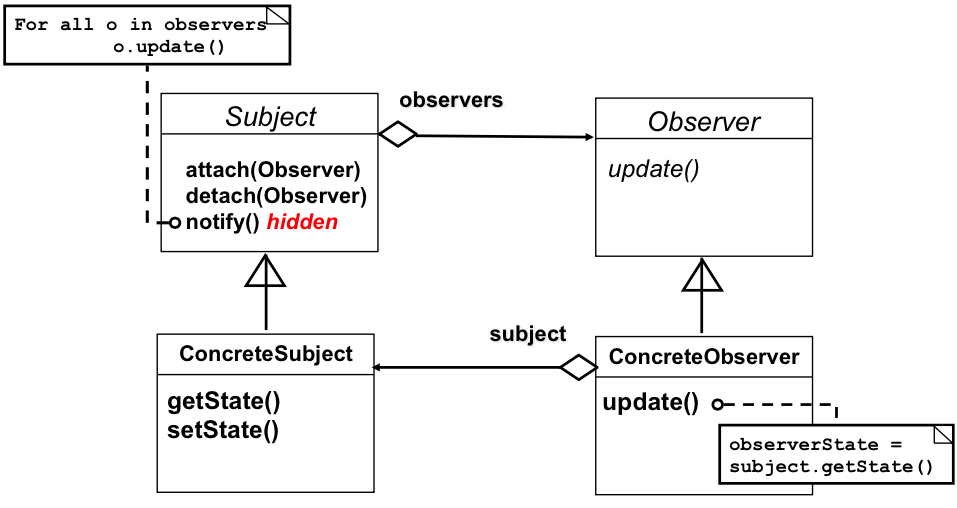 For all o in observers
o.update()
observers
Subject
attach(Observer)
detach(Observer)
notify() hidden
Observer
update()
subject
ConcreteSubject
getState()
setState()
ConcreteObserver
update()
observerState =
subject.getState()